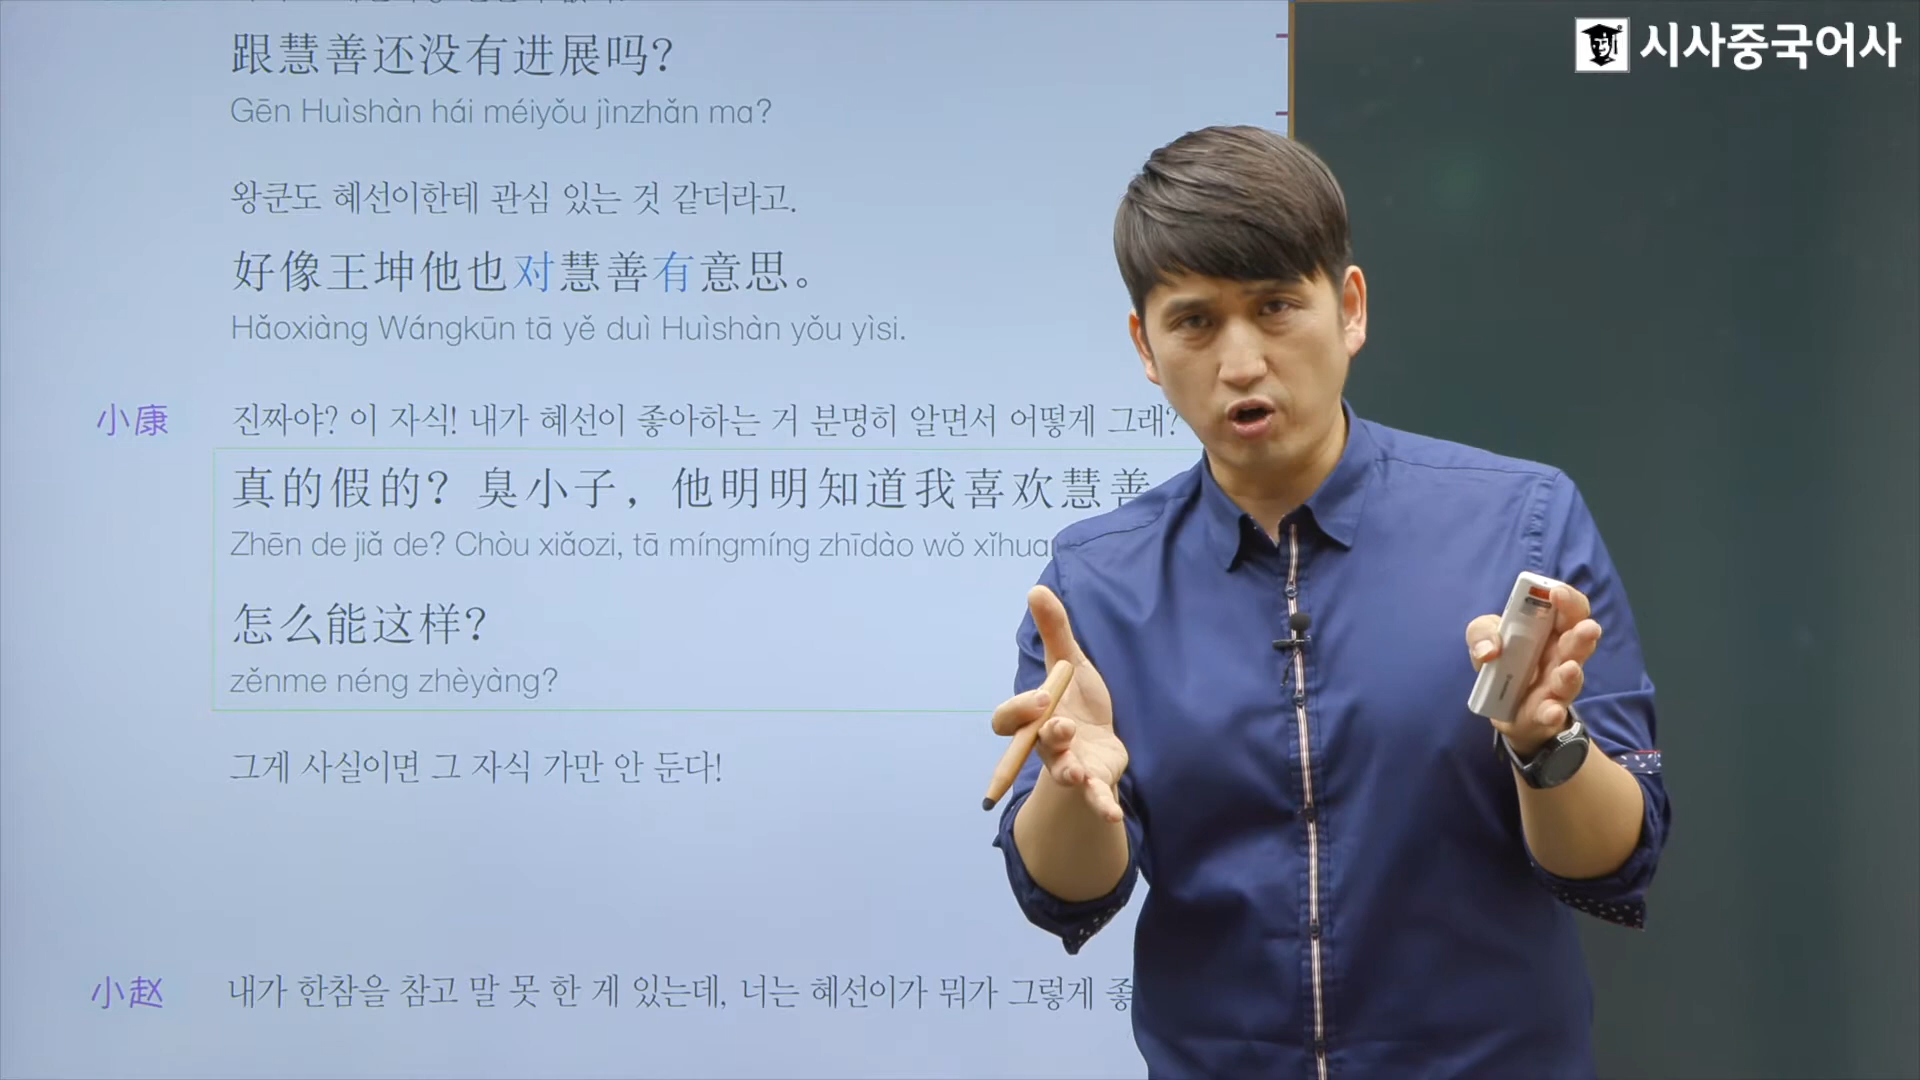 시사중국어사
跟慧善还没有进展吗?
Gēn Huìshàn hái méiyǒu jìnzhǎn ma?
왕쿤도 혜선이한테 관심 있는 것 같더라고.
好像王坤他也对慧善有意思。
Hǎoxiàng Wángkūn tā yě duì Huìshàn yǒu yìsi.
小康 진짜야? 이 자식! 내가 혜선이 좋아하는 거 분명히 알면서 어떻게 그래?
真的假的? 臭小子, 他明明知道我喜欢慧善
Zhēn de jiǎ de? Chòu xiǎozi, tā míngmíng zhīdào wǒ xǐhuan
怎么能这样?
zěnme néng zhèyàng?
그게 사실이면 그 자식 가만 안 둔다!
小赵 내가 한참을 참고 말 못 한 게 있는데, 너는 혜선이가 뭐가 그렇게 좋